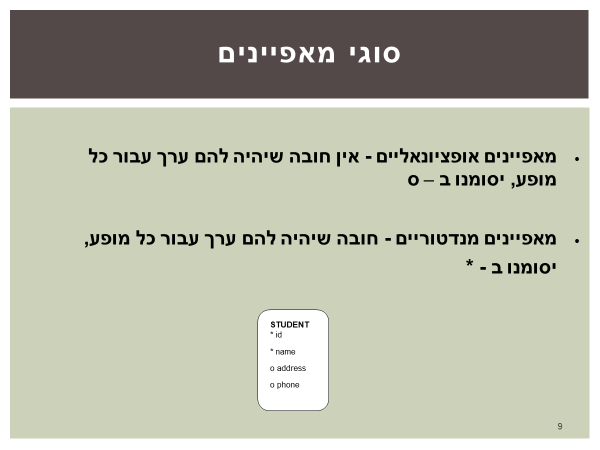 סוגי מאפיינים
• מאפיינים אופציונאליים - אין חובה שיהיה להם ערך עבור כל
מופע, יסומנו ב – o
• מאפיינים מנדטוריים - חובה שיהיה להם ערך עבור כל מופע,
יסומנו ב - *
STUDENT
* id
* name
o address
o phone
9